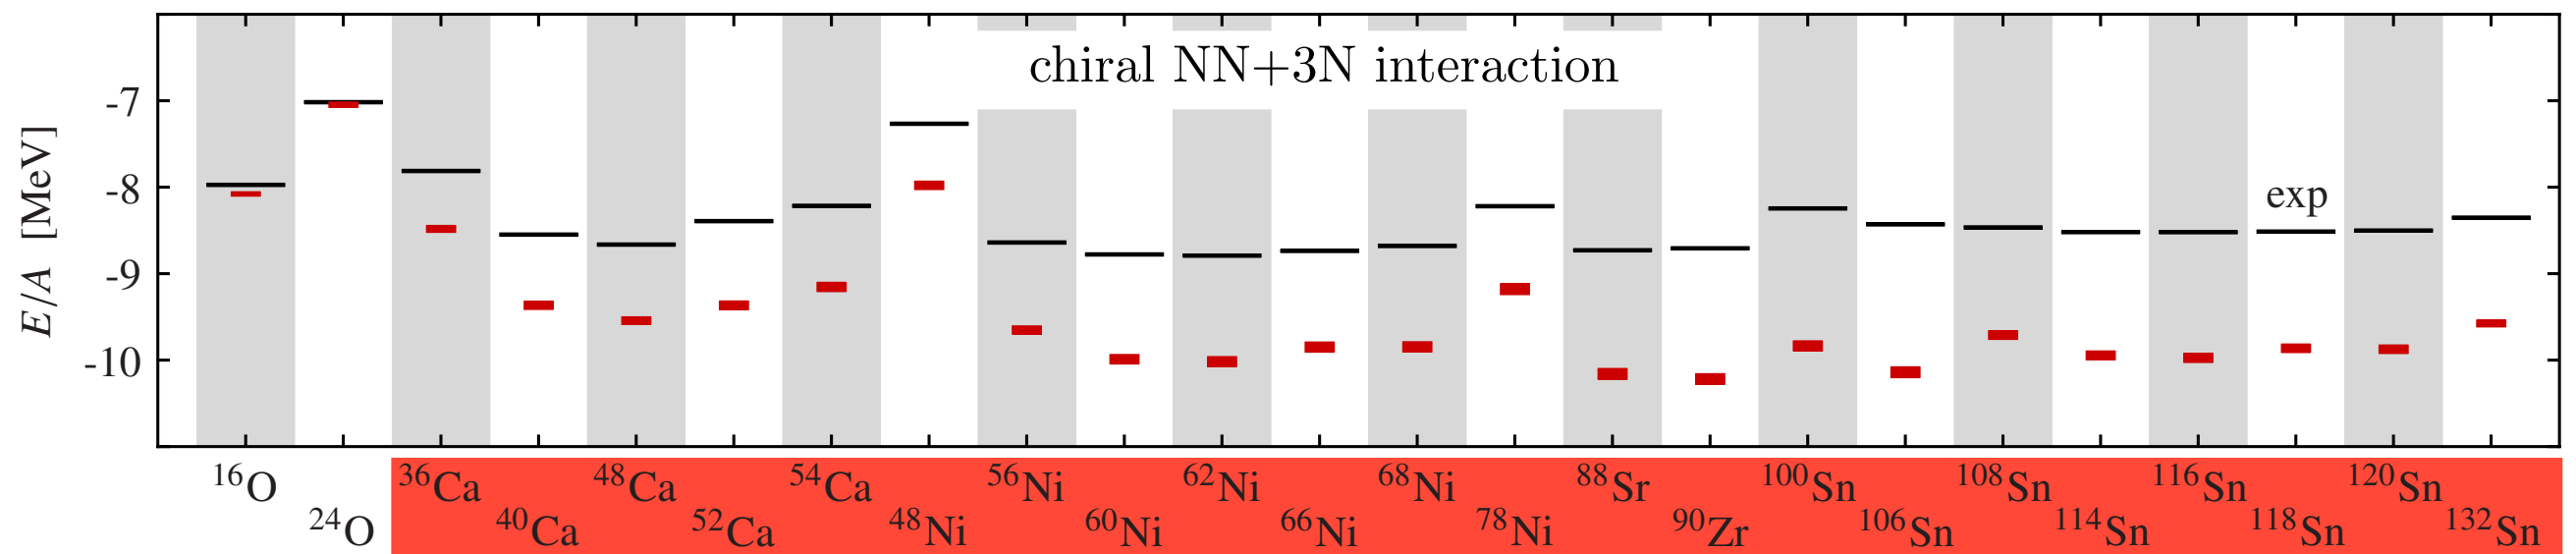 chiral NN+3N interaction
-7
-8
-9
-10
E/A [MeV]
exp
¹⁶O ³⁶Ca ⁴⁸Ca ⁵⁴Ca ⁵⁶Ni ⁶²Ni ⁶⁸Ni ⁸⁸Sr ¹⁰⁰Sn ¹⁰⁸Sn ¹¹⁶Sn ¹²⁰Sn
²⁴O ⁴⁰Ca ⁵²Ca ⁴⁸Ni ⁶⁰Ni ⁶⁶Ni ⁷⁸Ni ⁹⁰Zr ¹⁰⁶Sn ¹¹⁴Sn ¹¹⁸Sn ¹³²Sn